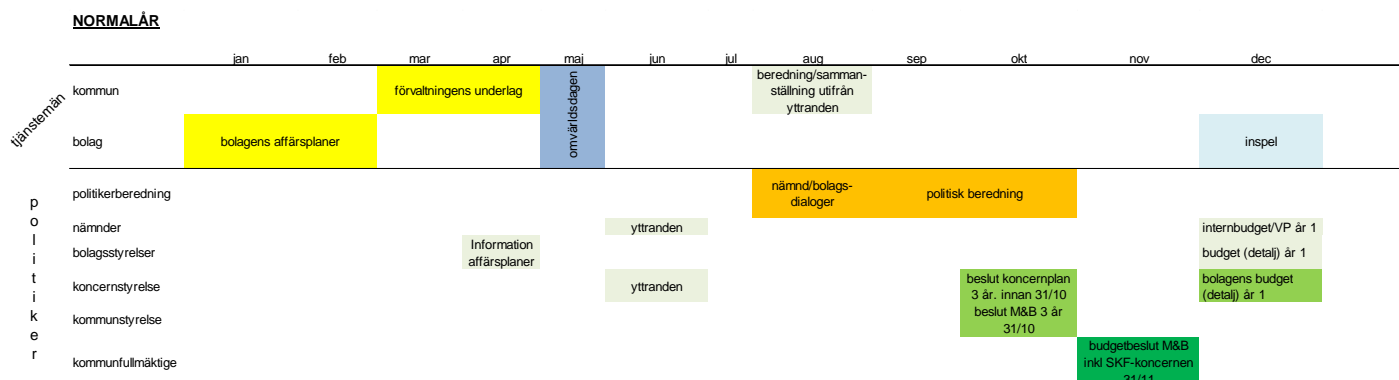 NORMALÅR
jan feb mar apr maj jun jul aug sep okt nov dec
tjänstemän
kommun
förvaltningens underlag
omvärldsdagen
beredning/samman-
ställning utifrån
yttranden
bolag
bolagens affärsplaner
inspel
politiker
politikerberedning
nämnd/bolags-
dialoger
politisk beredning
nämnder
yttranden
internbudget/VP år 1
bolagsstyrelser
Information
affärsplaner
budget (detalj) år 1
koncernstyrelse
yttranden
beslut koncernplan
3 år. innan 31/10
bolagens budget
(detalj) år 1
kommunstyrelse
beslut M&B 3 år
31/10
kommunfullmäktige
budgetbeslut M&B
inkl SKF-koncernen
31/11